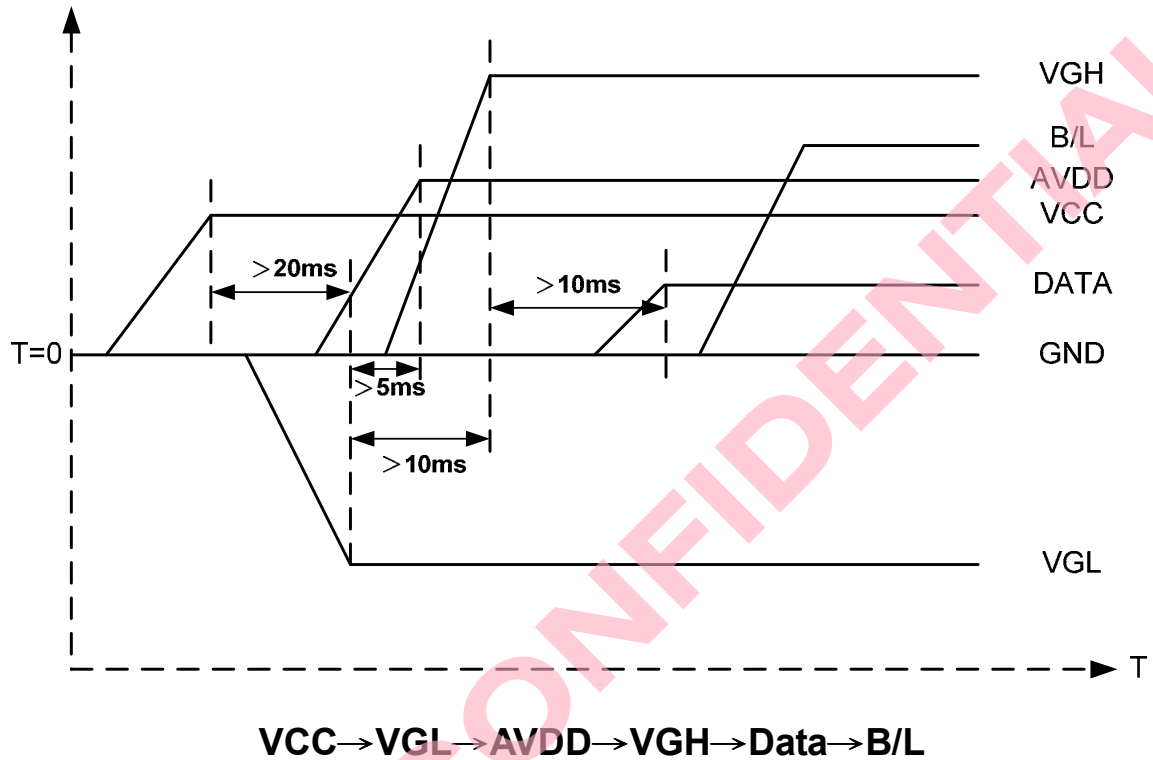 VGH
B/L
AVDD
VCC
>20ms
>10ms
DATA
T=0
GND
>5ms
>10ms
VGL
T
VCC→VGL→AVDD→VGH→Data→B/L
CONFIDENTIAL